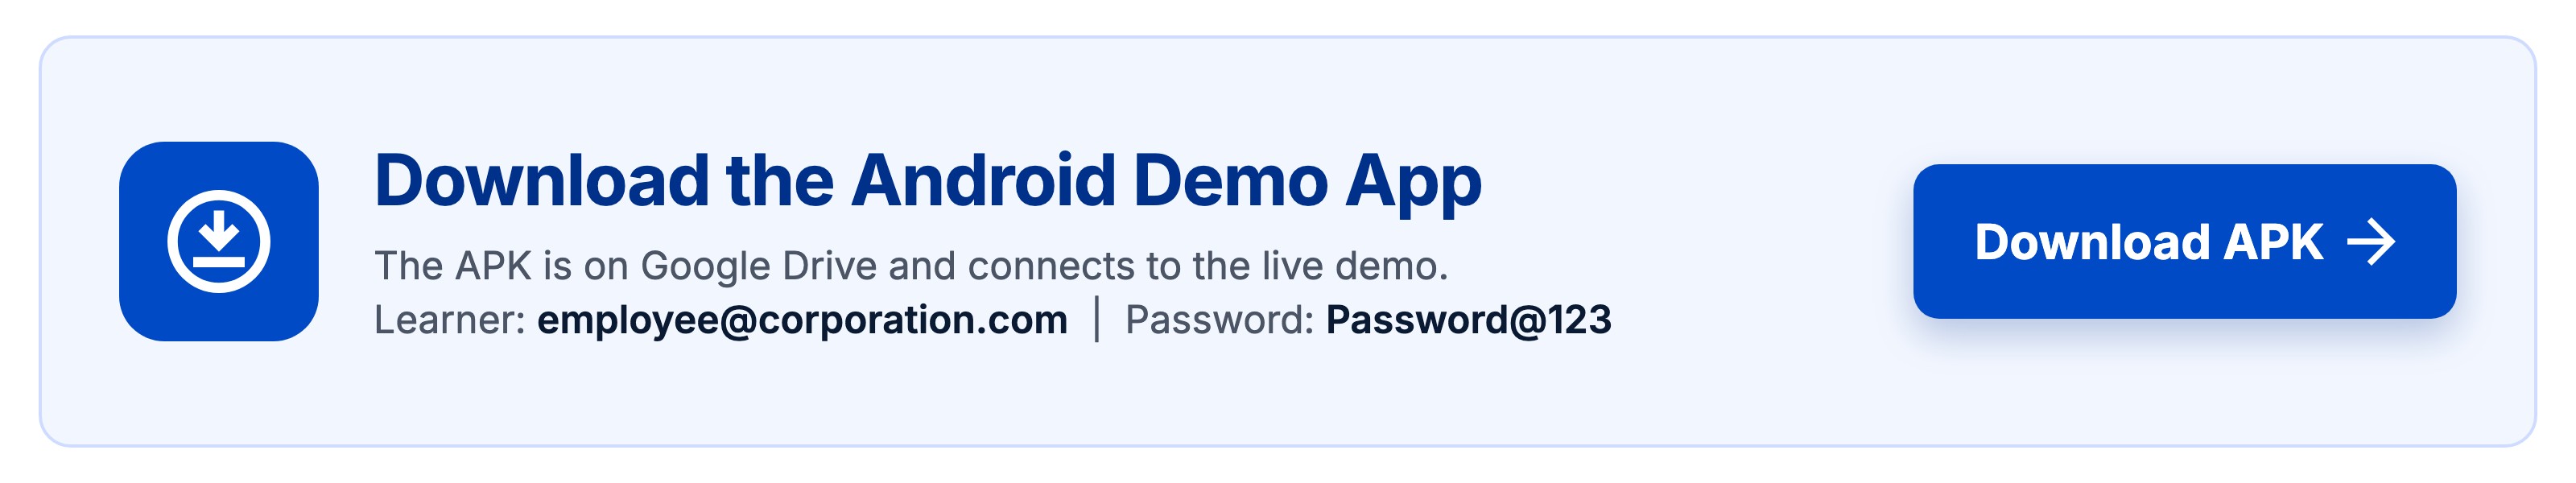 Download the Android Demo App
The APK is on Google Drive and connects to the live demo.
Learner: employee@corporation.com | Password: Password@123
Download APK →